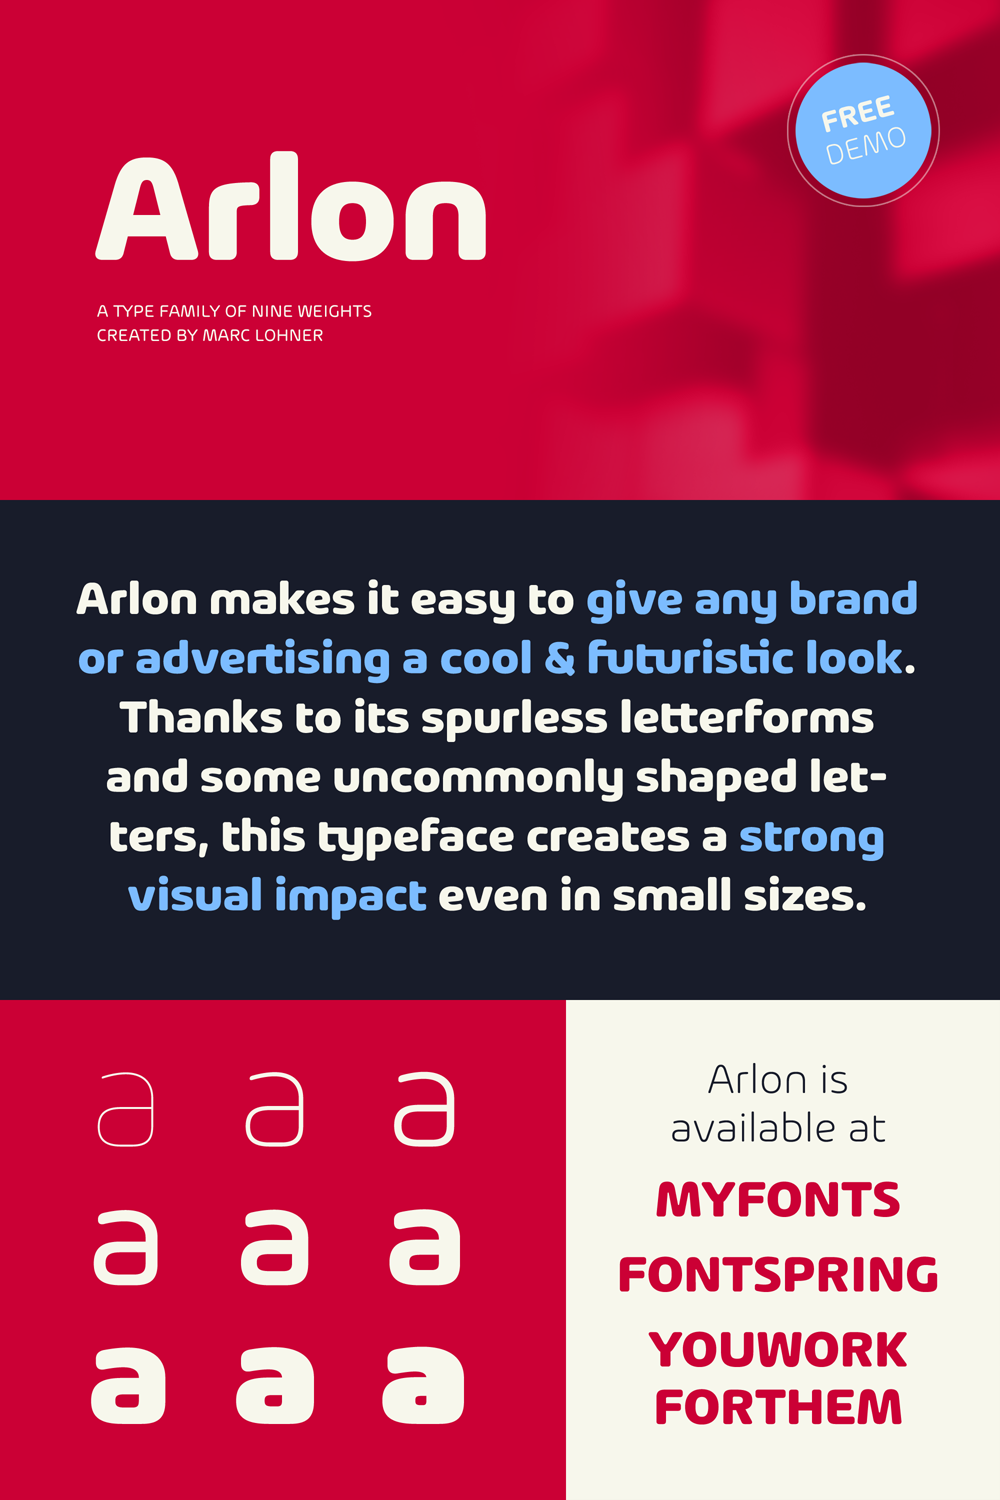 FREE
DEMO
Arlon
A TYPE FAMILY OF NINE WEIGHTS
CREATED BY MARC LOHNER
Arlon makes it easy to give any brand
or advertising a cool & futuristic look.
Thanks to its spurless letterforms
and some uncommonly shaped let-
ters, this typeface creates a strong
visual impact even in small sizes.
a a a
a a a
a a a
Arlon is
available at
MYFONTS
FONTSPRING
YOUWORK
FORTHEM